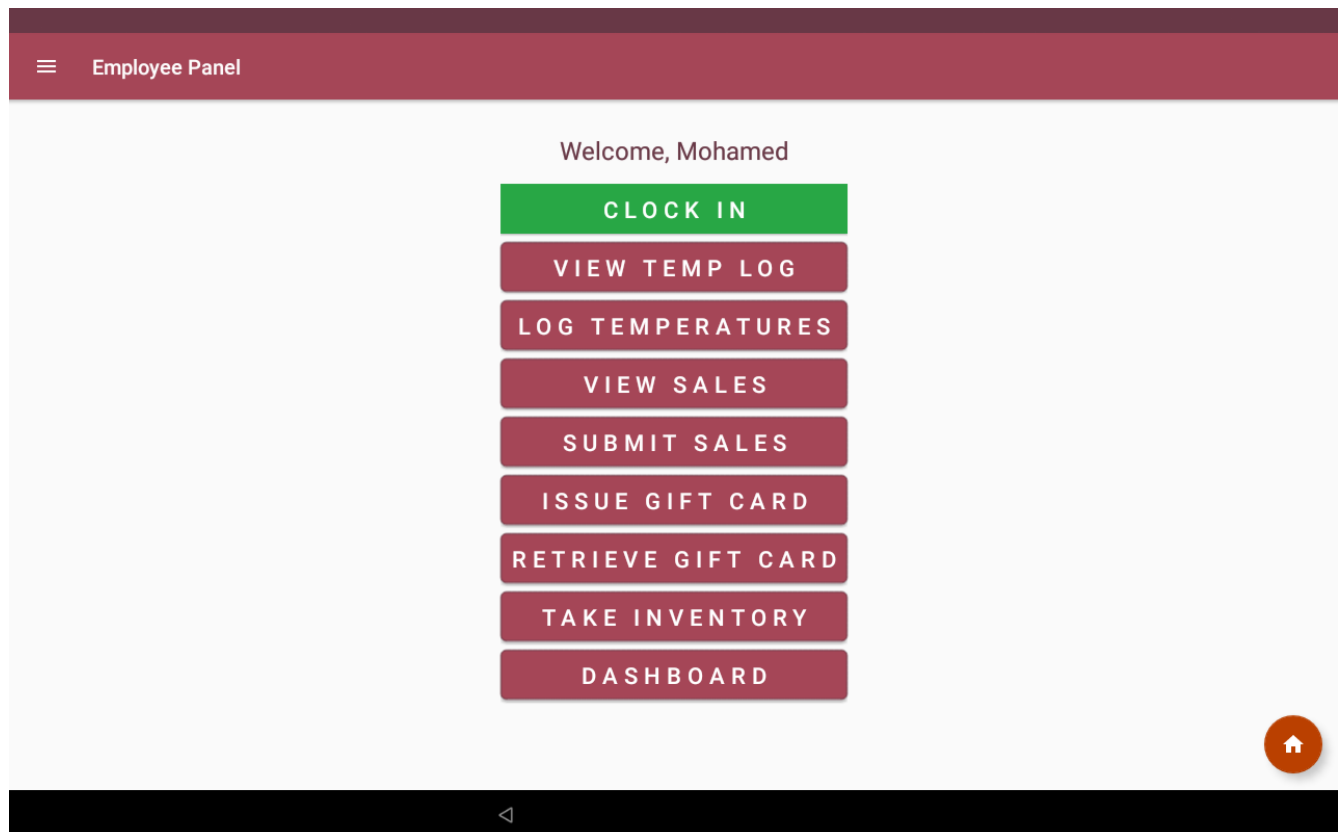 Employee Panel
Welcome, Mohamed
CLOCK IN
VIEW TEMP LOG
LOG TEMPERATURES
VIEW SALES
SUBMIT SALES
ISSUE GIFT CARD
RETRIEVE GIFT CARD
TAKE INVENTORY
DASHBOARD